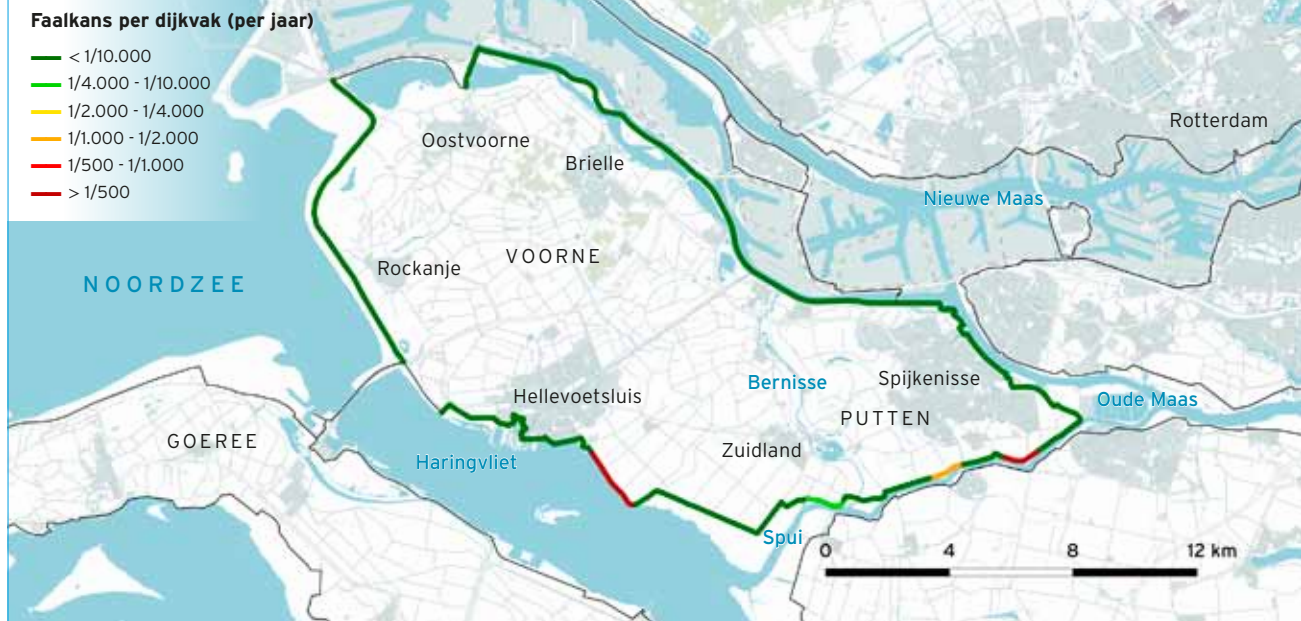 Faalkans per dijkvak (per jaar)
< 1/10.000
1/4.000 - 1/10.000
1/2.000 - 1/4.000
1/1.000 - 1/2.000
1/500 - 1/1.000
> 1/500
Rotterdam
Oostvoorne
Brielle
Nieuwe Maas
VOORNE
Rockanje
NOORDZEE
Bernisse
Spijkenisse
Hellevoetsluis
Oude Maas
PUTTEN
GOEREE
Zuidland
Haringvliet
Spui
0 4 8 12 km